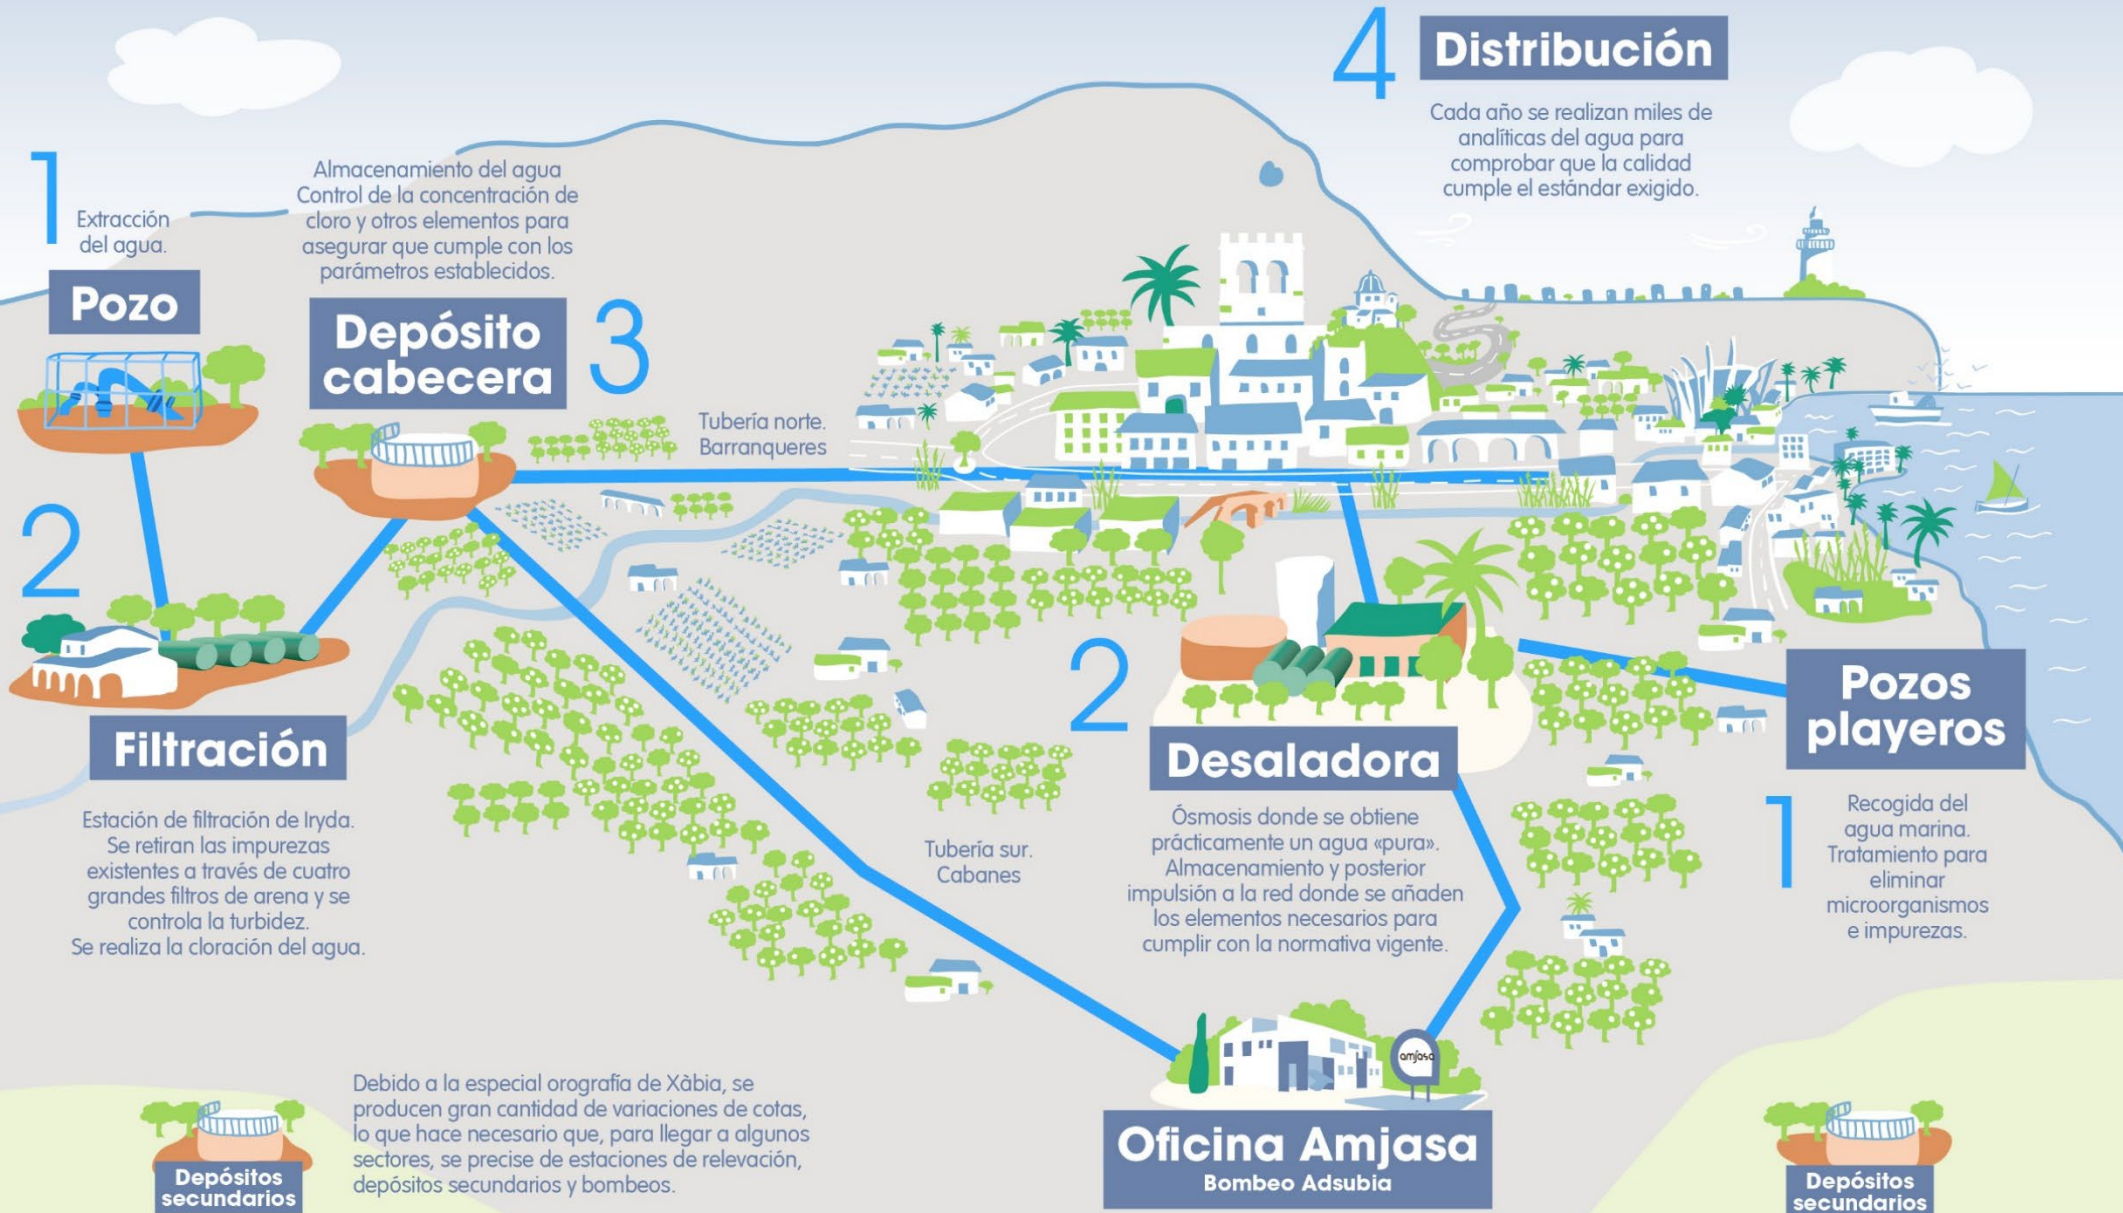 1
Extracción
del agua.
Pozo
2
Filtración
Estación de filtración de Iryda.
Se retiran las impurezas
existentes a través de cuatro
grandes filtros de arena y se
controla la turbidez.
Se realiza la cloración del agua.
Almacenamiento del agua
Control de la concentración de
cloro y otros elementos para
asegurar que cumple con los
parámetros establecidos.
Depósito
cabecera
3
Tubería norte.
Barranqueres
Tubería sur.
Cabanes
4
Distribución
Cada año se realizan miles de
analíticas del agua para
comprobar que la calidad
cumple el estándar exigido.
2
Desaladora
Ósmosis donde se obtiene
prácticamente un agua «pura».
Almacenamiento y posterior
impulsión a la red donde se añaden
los elementos necesarios para
cumplir con la normativa vigente.
Pozos
playeros
1
Recogida del
agua marina.
Tratamiento para
eliminar
microorganismos
e impurezas.
amjasa
Oficina Amjasa
Bombeo Adsubia
Depósitos
secundarios
Debido a la especial orografía de Xàbia, se
producen gran cantidad de variaciones de cotas,
lo que hace necesario que, para llegar a algunos
sectores, se precise de estaciones de relevación,
depósitos secundarios y bombeos.
Depósitos
secundarios